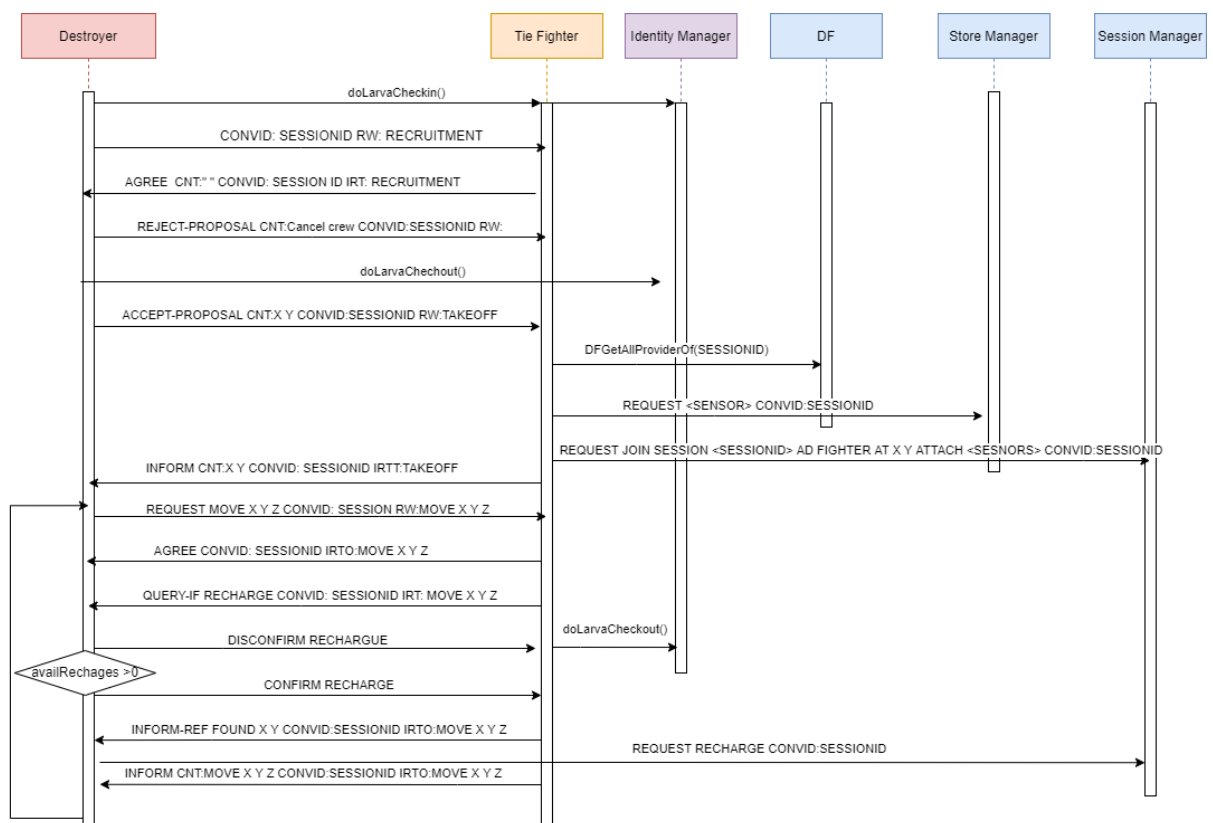 Destroyer
Tie Fighter
Identity Manager
DF
Store Manager
Session Manager
doLarvaCheckin()
CONVID: SESSIONID RW: RECRUITMENT
AGREE CNT:" " CONVID: SESSION ID IRT: RECRUITMENT
REJECT-PROPOSAL CNT:Cancel crew CONVID:SESSIONID RW:
doLarvaChechout()
ACCEPT-PROPOSAL CNT:X Y CONVID:SESSIONID RW:TAKEOFF
DFGetAllProviderOf(SESSIONID)
REQUEST <SENSOR> CONVID:SESSIONID
REQUEST JOIN SESSION <SESSIONID> AD FIGHTER AT X Y ATTACH <SESNORS> CONVID:SESSIONID
INFORM CNT:X Y CONVID: SESSIONID IRTT:TAKEOFF
REQUEST MOVE X Y Z CONVID: SESSION RW:MOVE X Y Z
AGREE CONVID: SESSIONID IRTO:MOVE X Y Z
QUERY-IF RECHARGE CONVID: SESSIONID IRT: MOVE X Y Z
doLarvaCheckout()
DISCONFIRM RECHARGUE
availRechages >0
CONFIRM RECHARGE
INFORM-REF FOUND X Y CONVID:SESSIONID IRTO:MOVE X Y Z
REQUEST RECHARGE CONVID:SESSIONID
INFORM CNT:MOVE X Y Z CONVID:SESSIONID IRTO:MOVE X Y Z